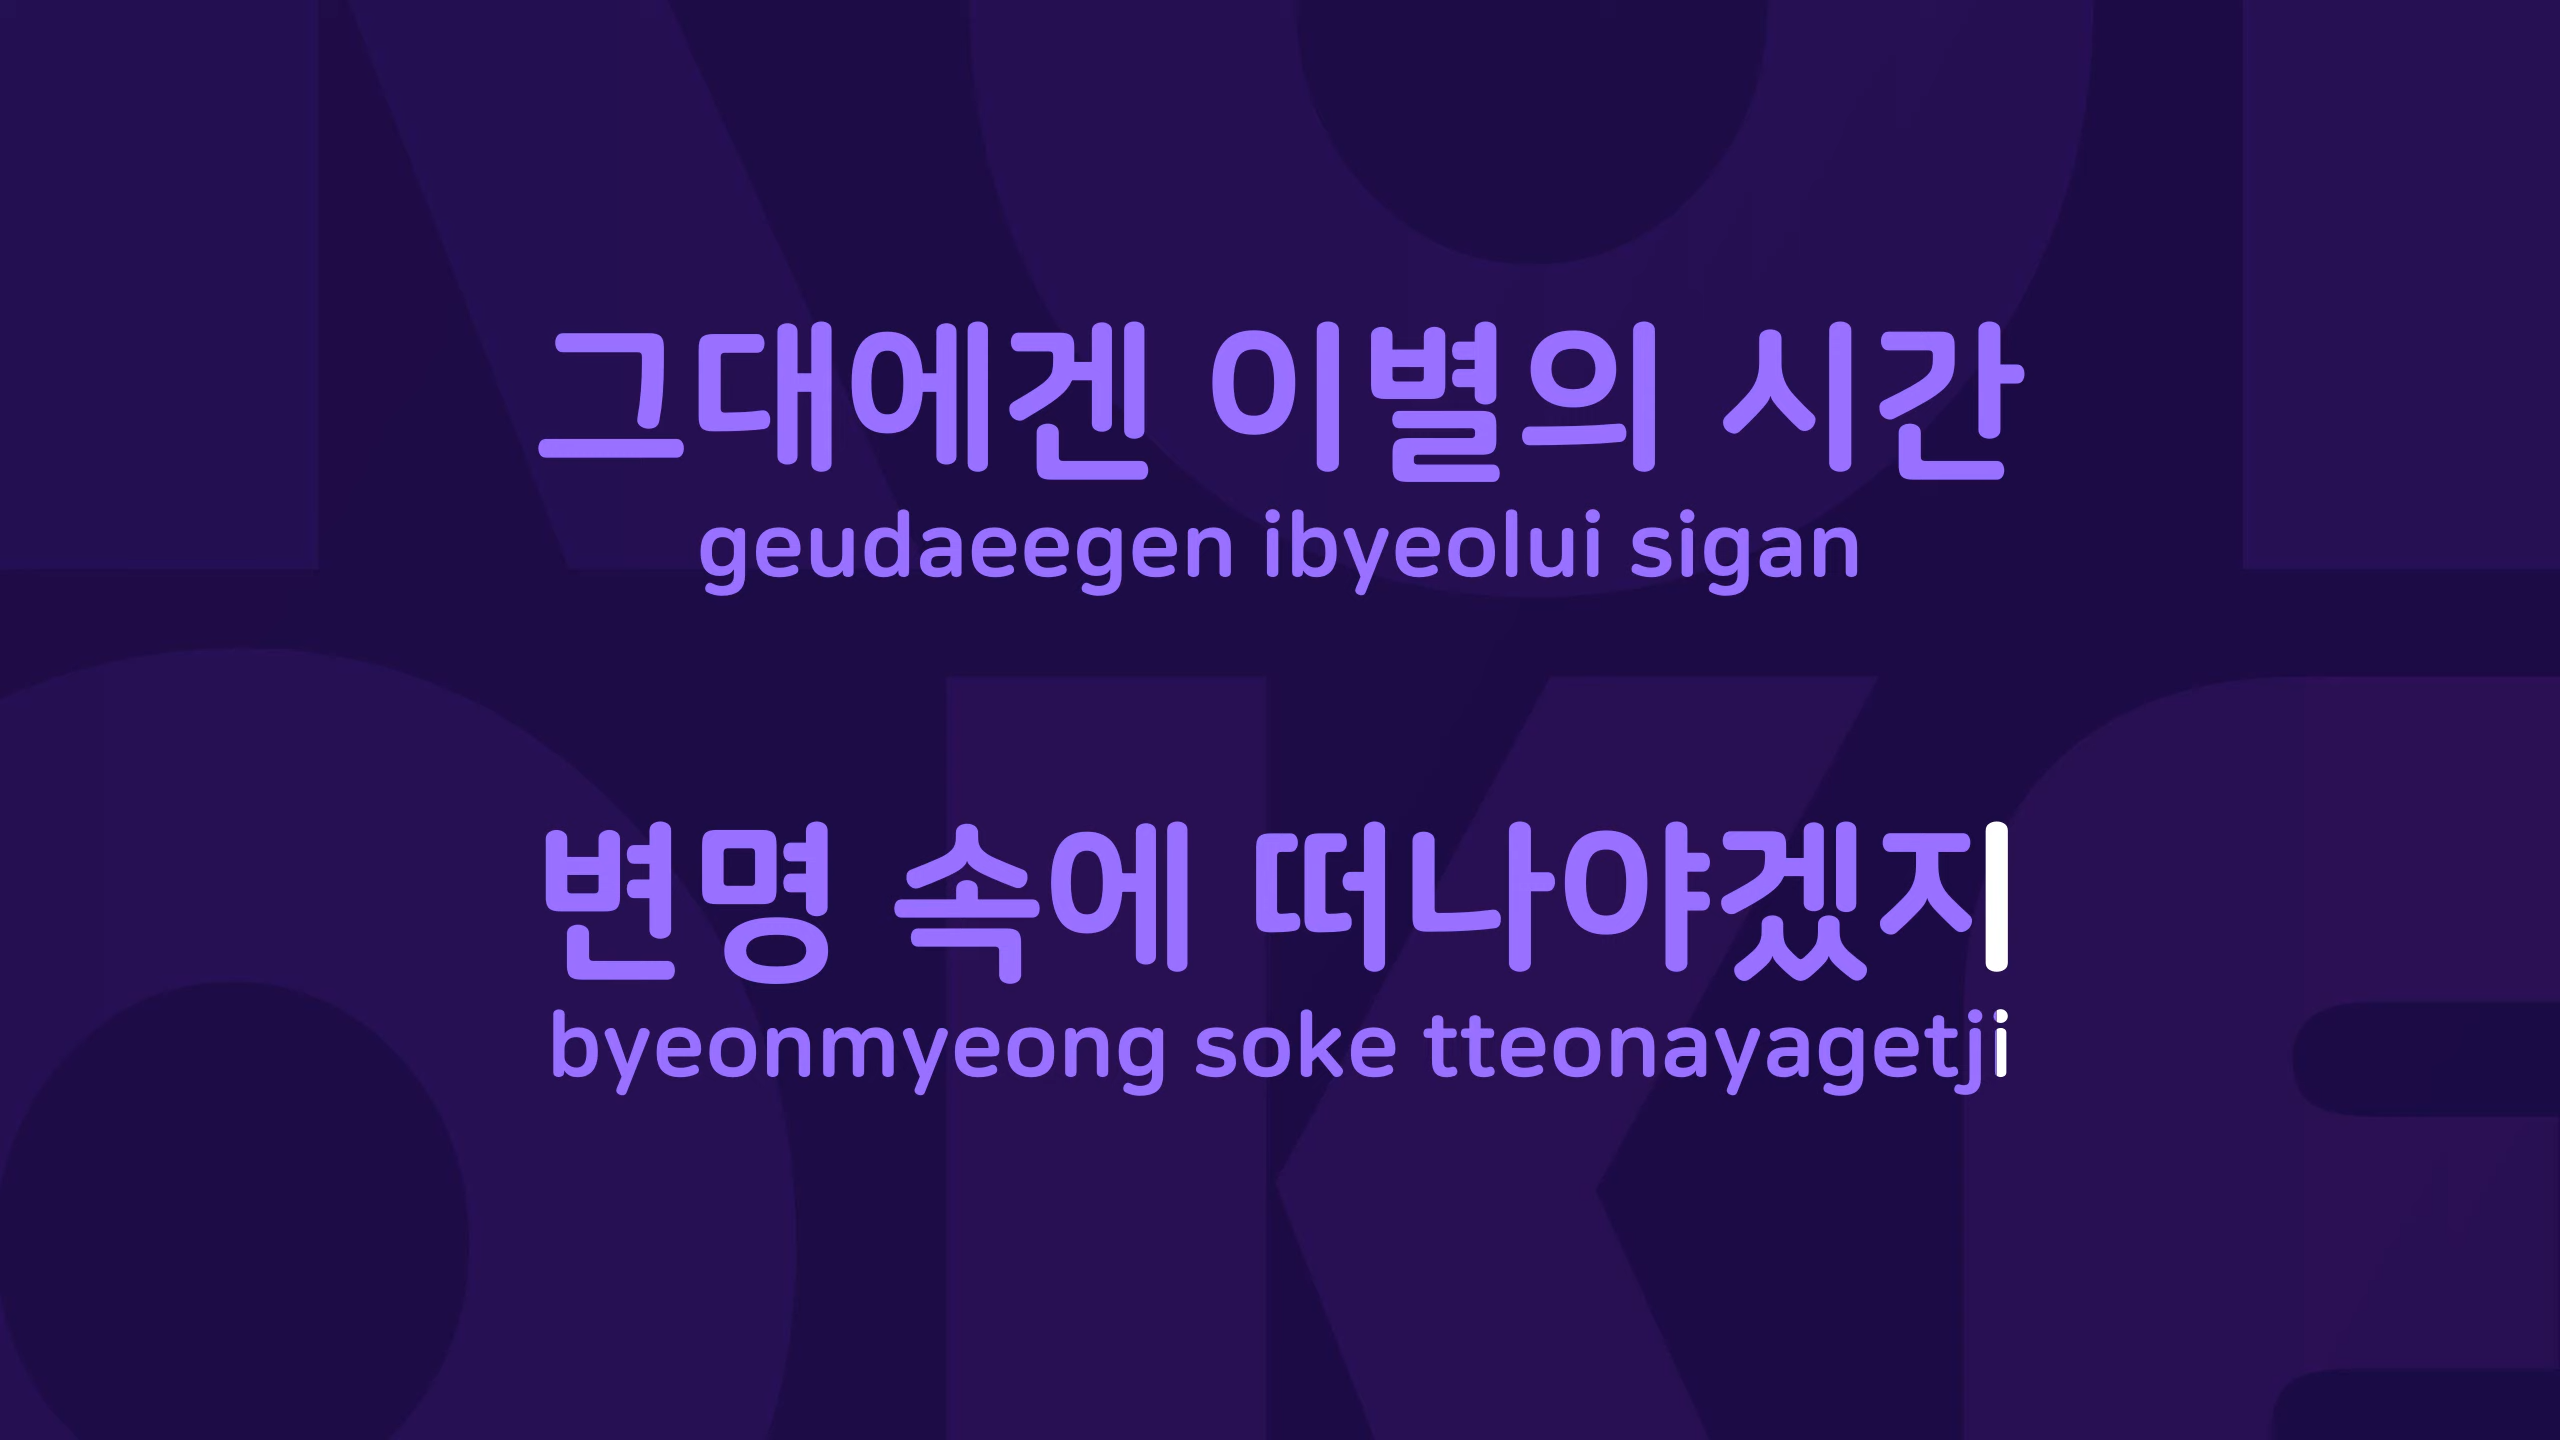 그대에겐 이별의 시간
geudaeegen ibyeolui sigan
변명 속에 떠나야겠지
byeonmyeong soke tteonayagetji